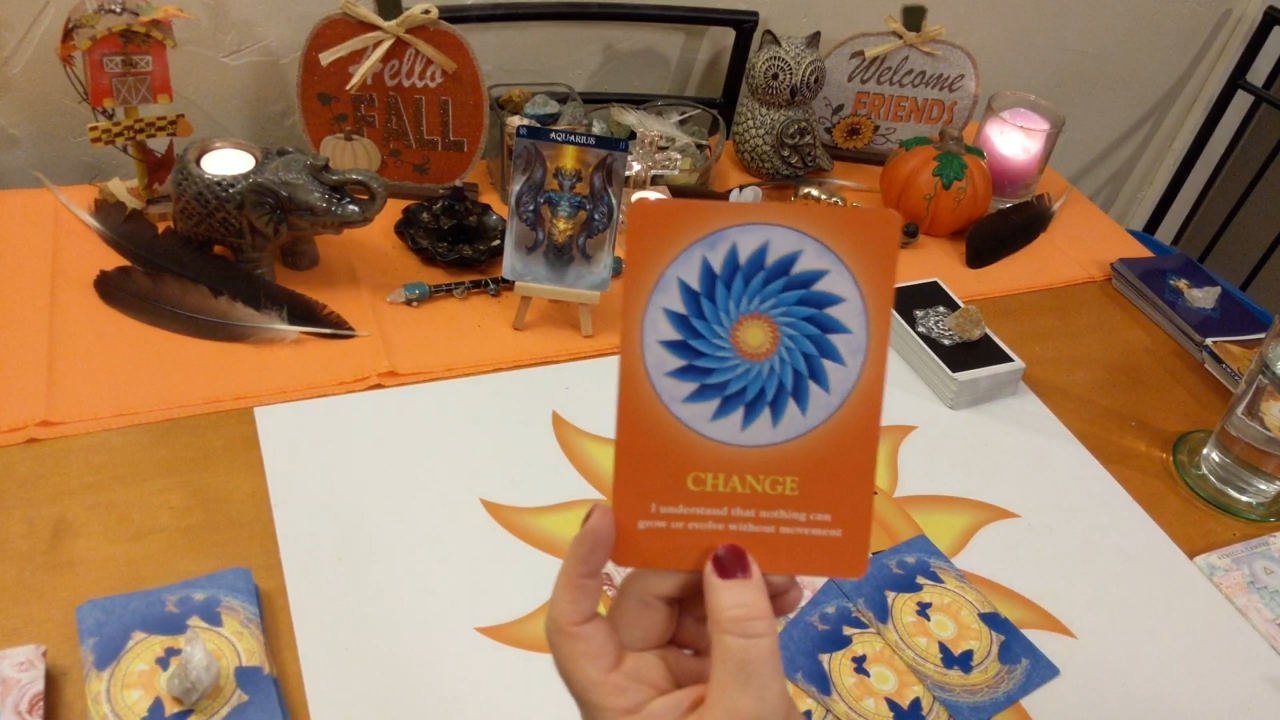 Hello
FALL
Welcome
FRIENDS
AQUARIUS
CHANGE
I understand that nothing can
grow or evolve without movement